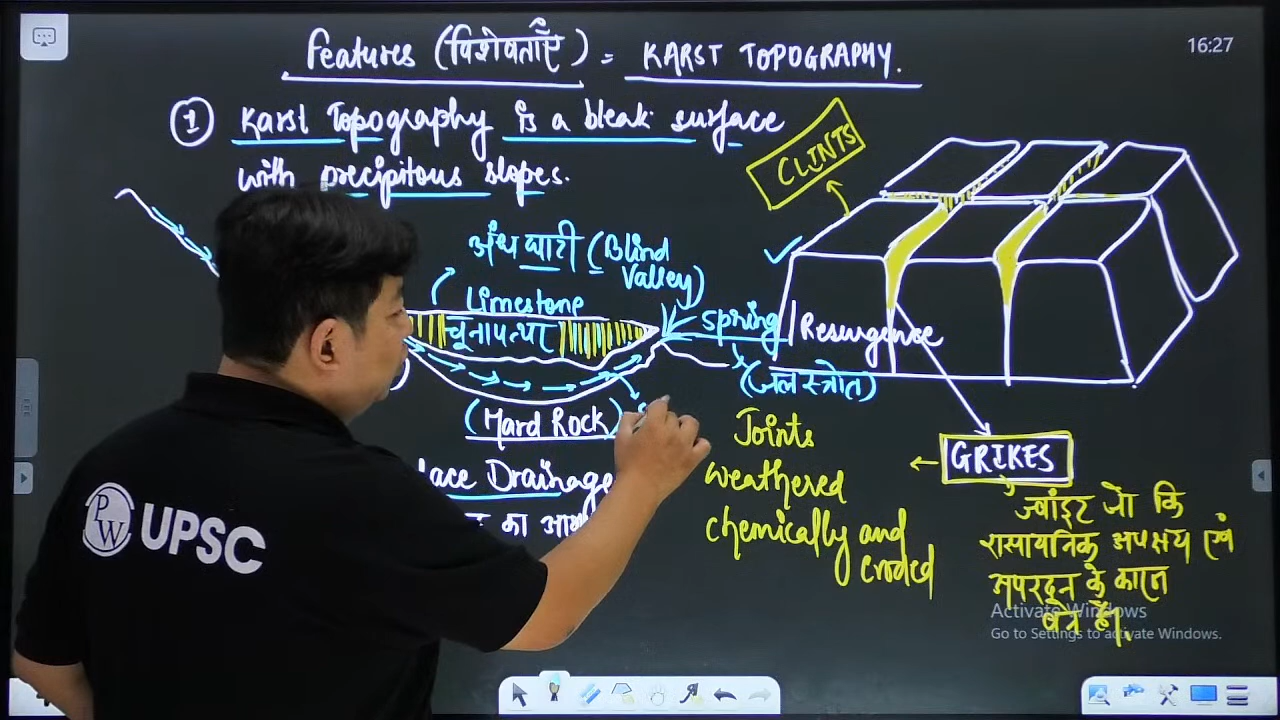 Features (विशेषताएँ) = KARST TOPOGRAPHY.
16:27
① Karst Topography is a bleak surface
with precipitous slopes.
CLINTS
अंध घाटी (Blind
Valley)
Limestone
चूनापत्थर
spring/Resurgence
(जल स्त्रोत)
(Hard Rock)
Drainage
का
Joints
weathered
chemically and
eroded
GRIKES
ज्वांइट जो कि
रासायनिक अपक्षय एवं
अपरदन के कारण
बने हैं।
Activate Windows
Go to Settings to activate Windows.
PW UPSC